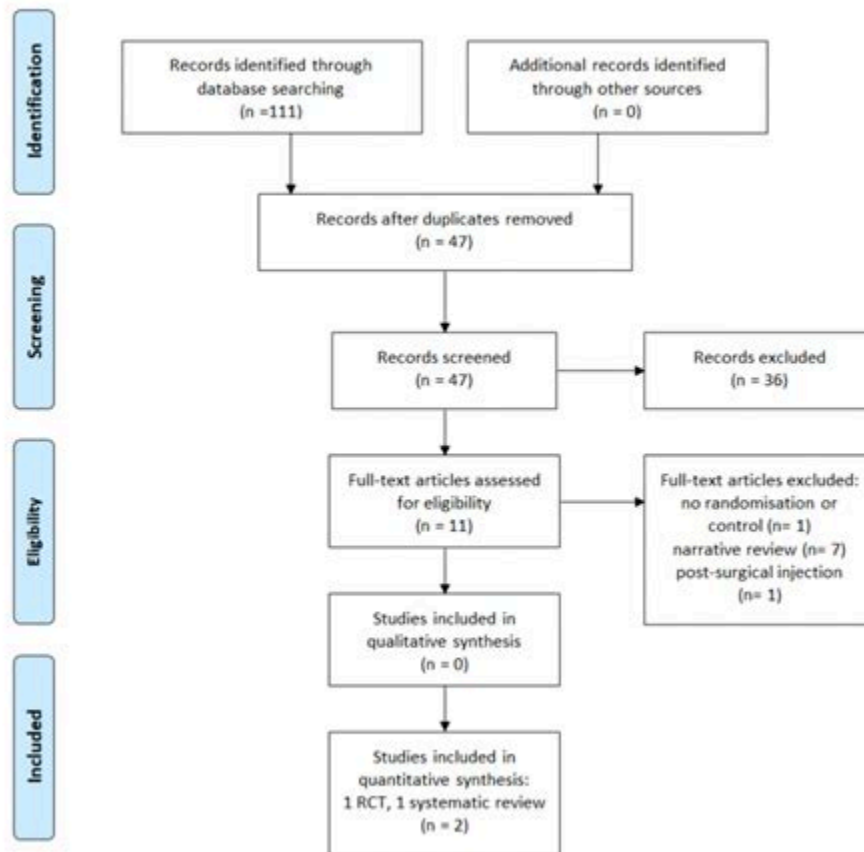 Identification
Records identified through
database searching
(n =111)
Additional records identified
through other sources
(n = 0)
Records after duplicates removed
(n = 47)
Screening
Records screened
(n = 47)
Records excluded
(n = 36)
Eligibility
Full-text articles assessed
for eligibility
(n = 11)
Full-text articles excluded:
no randomisation or
control (n= 1)
narrative review (n= 7)
post-surgical injection
(n= 1)
Studies included in
qualitative synthesis
(n = 0)
Included
Studies included in
quantitative synthesis:
1 RCT, 1 systematic review
(n = 2)